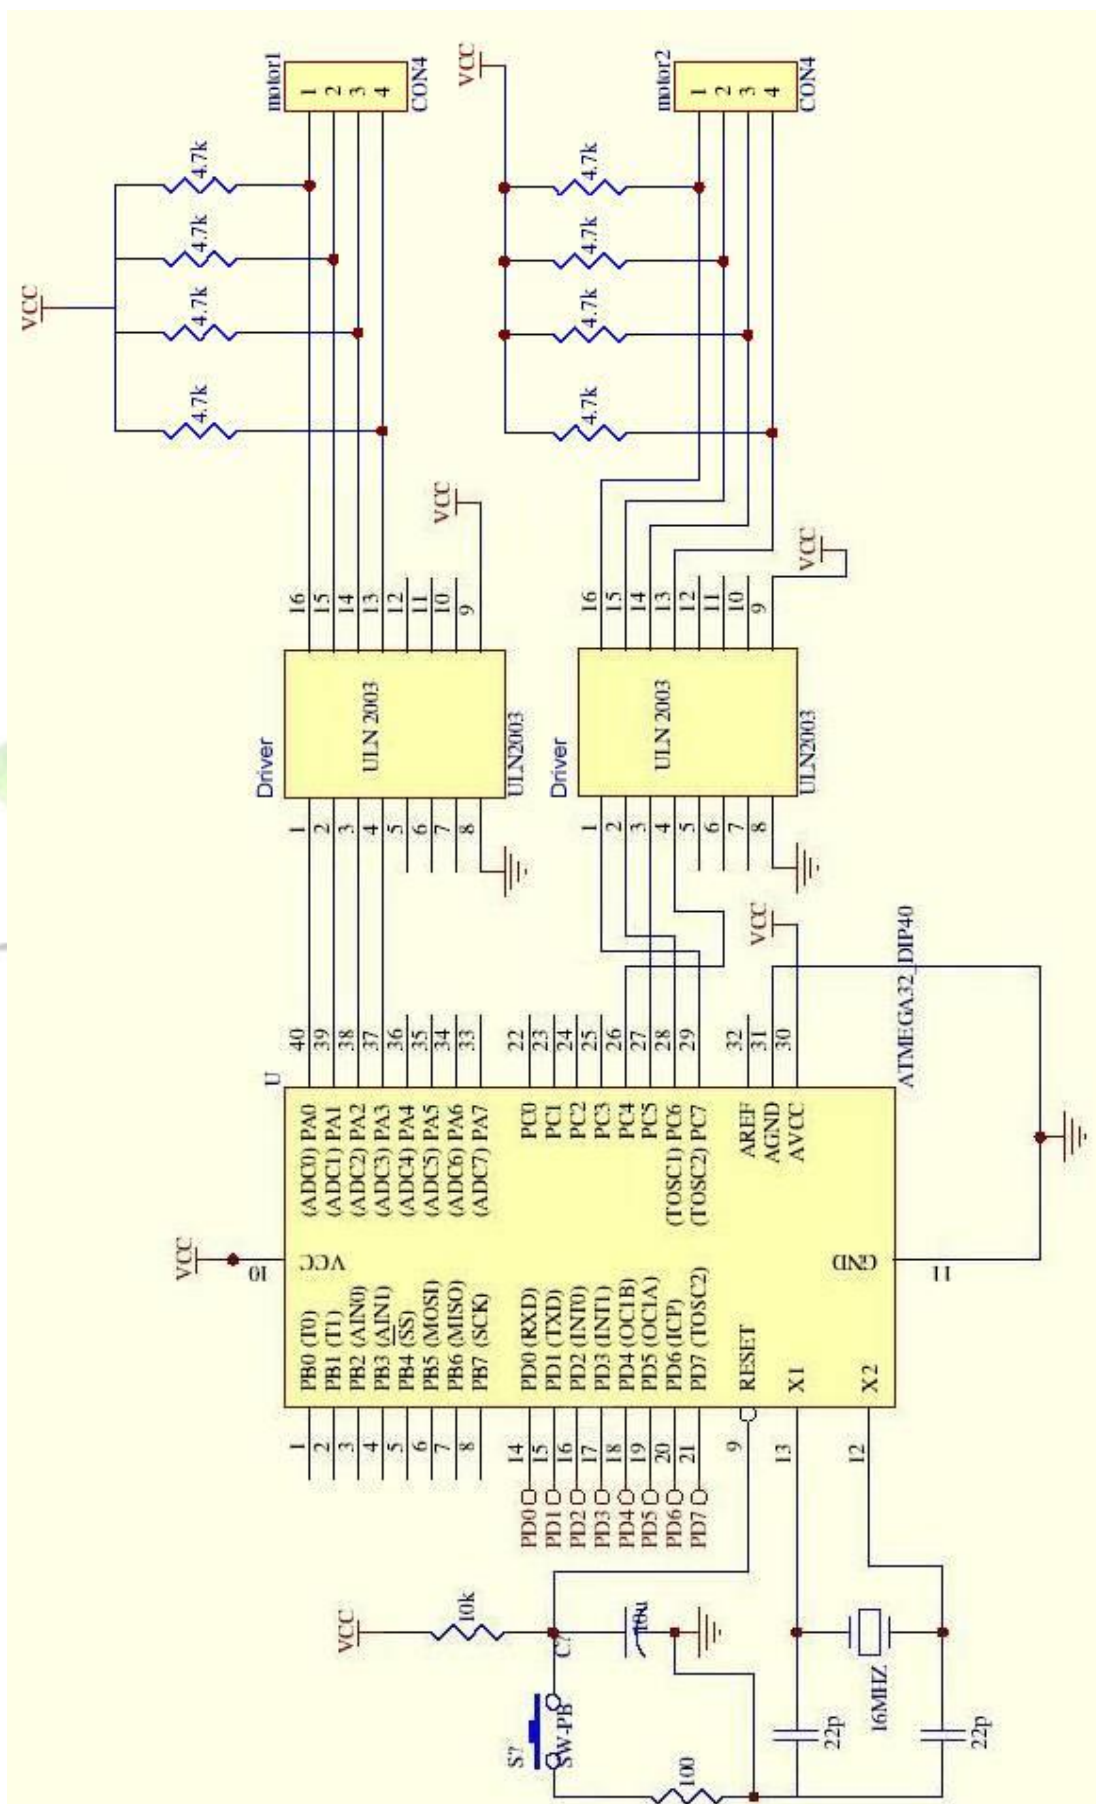 motor1
1
2
3
4
CON4
VCC
motor2
1
2
3
4
CON4
4.7k
4.7k
4.7k
4.7k
VCC
4.7k
4.7k
4.7k
4.7k
VCC
16
15
14
13
12
11
10
9
ULN 2003
Driver
ULN2003
1
2
3
4
5
6
7
8
VCC
16
15
14
13
12
11
10
9
ULN 2003
Driver
ULN2003
1
2
3
4
5
6
7
8
VCC
ATMEGA32_DIP40
U
40
39
38
37
36
35
34
33
22
23
24
25
26
27
28
29
32
31
30
(ADC0) PA0
(ADC1) PA1
(ADC2) PA2
(ADC3) PA3
(ADC4) PA4
(ADC5) PA5
(ADC6) PA6
(ADC7) PA7
PC0
PC1
PC2
PC3
PC4
PC5
(TOSC1) PC6
(TOSC2) PC7
AREF
AGND
AVCC
VCC
10
VCC
GND
11
PB0 (T0)
PB1 (T1)
PB2 (AIN0)
PB3 (AIN1)
PB4 (SS)
PB5 (MOSI)
PB6 (MISO)
PB7 (SCK)
PD0 (RXD)
PD1 (TXD)
PD2 (INT0)
PD3 (INT1)
PD4 (OC1B)
PD5 (OC1A)
PD6 (ICP)
PD7 (TOSC2)
RESET
X1
X2
1
2
3
4
5
6
7
8
14
15
16
17
18
19
20
21
9
13
12
PD0
PD1
PD2
PD3
PD4
PD5
PD6
PD7
VCC
10k
C?
10u
S?
SW-PB
100
16MHZ
22p
22p